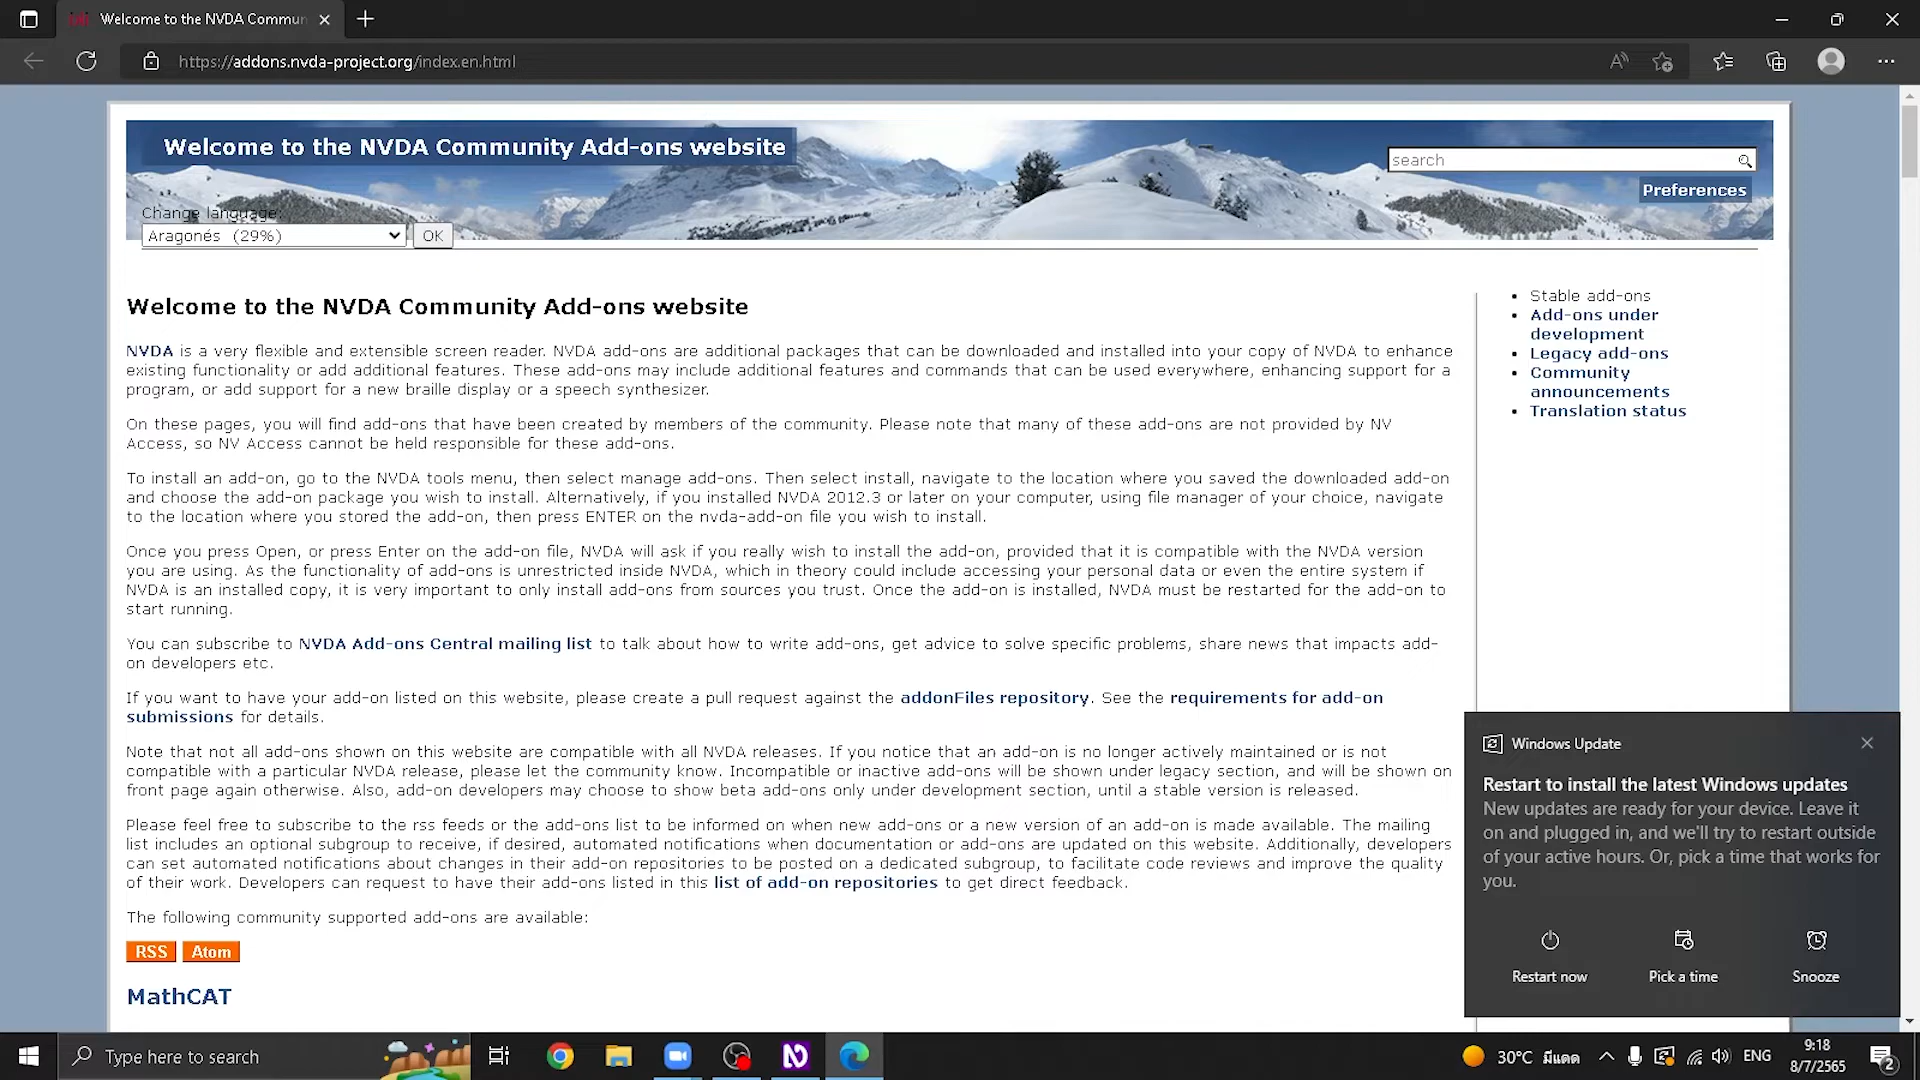 Welcome to the NVDA Commun
https://addons.nvda-project.org/index.en.html
Welcome to the NVDA Community Add-ons website
search
Preferences
Change language:
Aragonés (29%)
OK
Welcome to the NVDA Community Add-ons website
NVDA is a very flexible and extensible screen reader. NVDA add-ons are additional packages that can be downloaded and installed into your copy of NVDA to enhance
existing functionality or add additional features. These add-ons may include additional features and commands that can be used everywhere, enhancing support for a
program, or add support for a new braille display or a speech synthesizer.
On these pages, you will find add-ons that have been created by members of the community. Please note that many of these add-ons are not provided by NV
Access, so NV Access cannot be held responsible for these add-ons.
To install an add-on, go to the NVDA tools menu, then select manage add-ons. Then select install, navigate to the location where you saved the downloaded add-on
and choose the add-on package you wish to install. Alternatively, if you installed NVDA 2012.3 or later on your computer, using file manager of your choice, navigate
to the location where you stored the add-on, then press ENTER on the nvda-add-on file you wish to install.
Once you press Open, or press Enter on the add-on file, NVDA will ask if you really wish to install the add-on, provided that it is compatible with the NVDA version
you are using. As the functionality of add-ons is unrestricted inside NVDA, which in theory could include accessing your personal data or even the entire system if
NVDA is an installed copy, it is very important to only install add-ons from sources you trust. Once the add-on is installed, NVDA must be restarted for the add-on to
start running.
You can subscribe to NVDA Add-ons Central mailing list to talk about how to write add-ons, get advice to solve specific problems, share news that impacts add-
on developers etc.
If you want to have your add-on listed on this website, please create a pull request against the addonFiles repository. See the requirements for add-on
submissions for details.
Note that not all add-ons shown on this website are compatible with all NVDA releases. If you notice that an add-on is no longer actively maintained or is not
compatible with a particular NVDA release, please let the community know. Incompatible or inactive add-ons will be shown under legacy section, and will be shown on
front page again otherwise. Also, add-on developers may choose to show beta add-ons only under development section, until a stable version is released.
Please feel free to subscribe to the rss feeds or the add-ons list to be informed on when new add-ons or a new version of an add-on is made available. The mailing
list includes an optional subgroup to receive, if desired, automated notifications when documentation or add-ons are updated on this website. Additionally, developers
can set automated notifications about changes in their add-on repositories to be posted on a dedicated subgroup, to facilitate code reviews and improve the quality
of their work. Developers can request to have their add-ons listed in this list of add-on repositories to get direct feedback.
The following community supported add-ons are available:
RSS Atom
MathCAT
Stable add-ons
Add-ons under
development
Legacy add-ons
Community
announcements
Translation status
Windows Update
Restart to install the latest Windows updates
New updates are ready for your device. Leave it
on and plugged in, and we'll try to restart outside
of your active hours. Or, pick a time that works for
you.
Restart now Pick a time Snooze
Type here to search
30°C มีแดด
ENG
9:18
8/7/2565
2